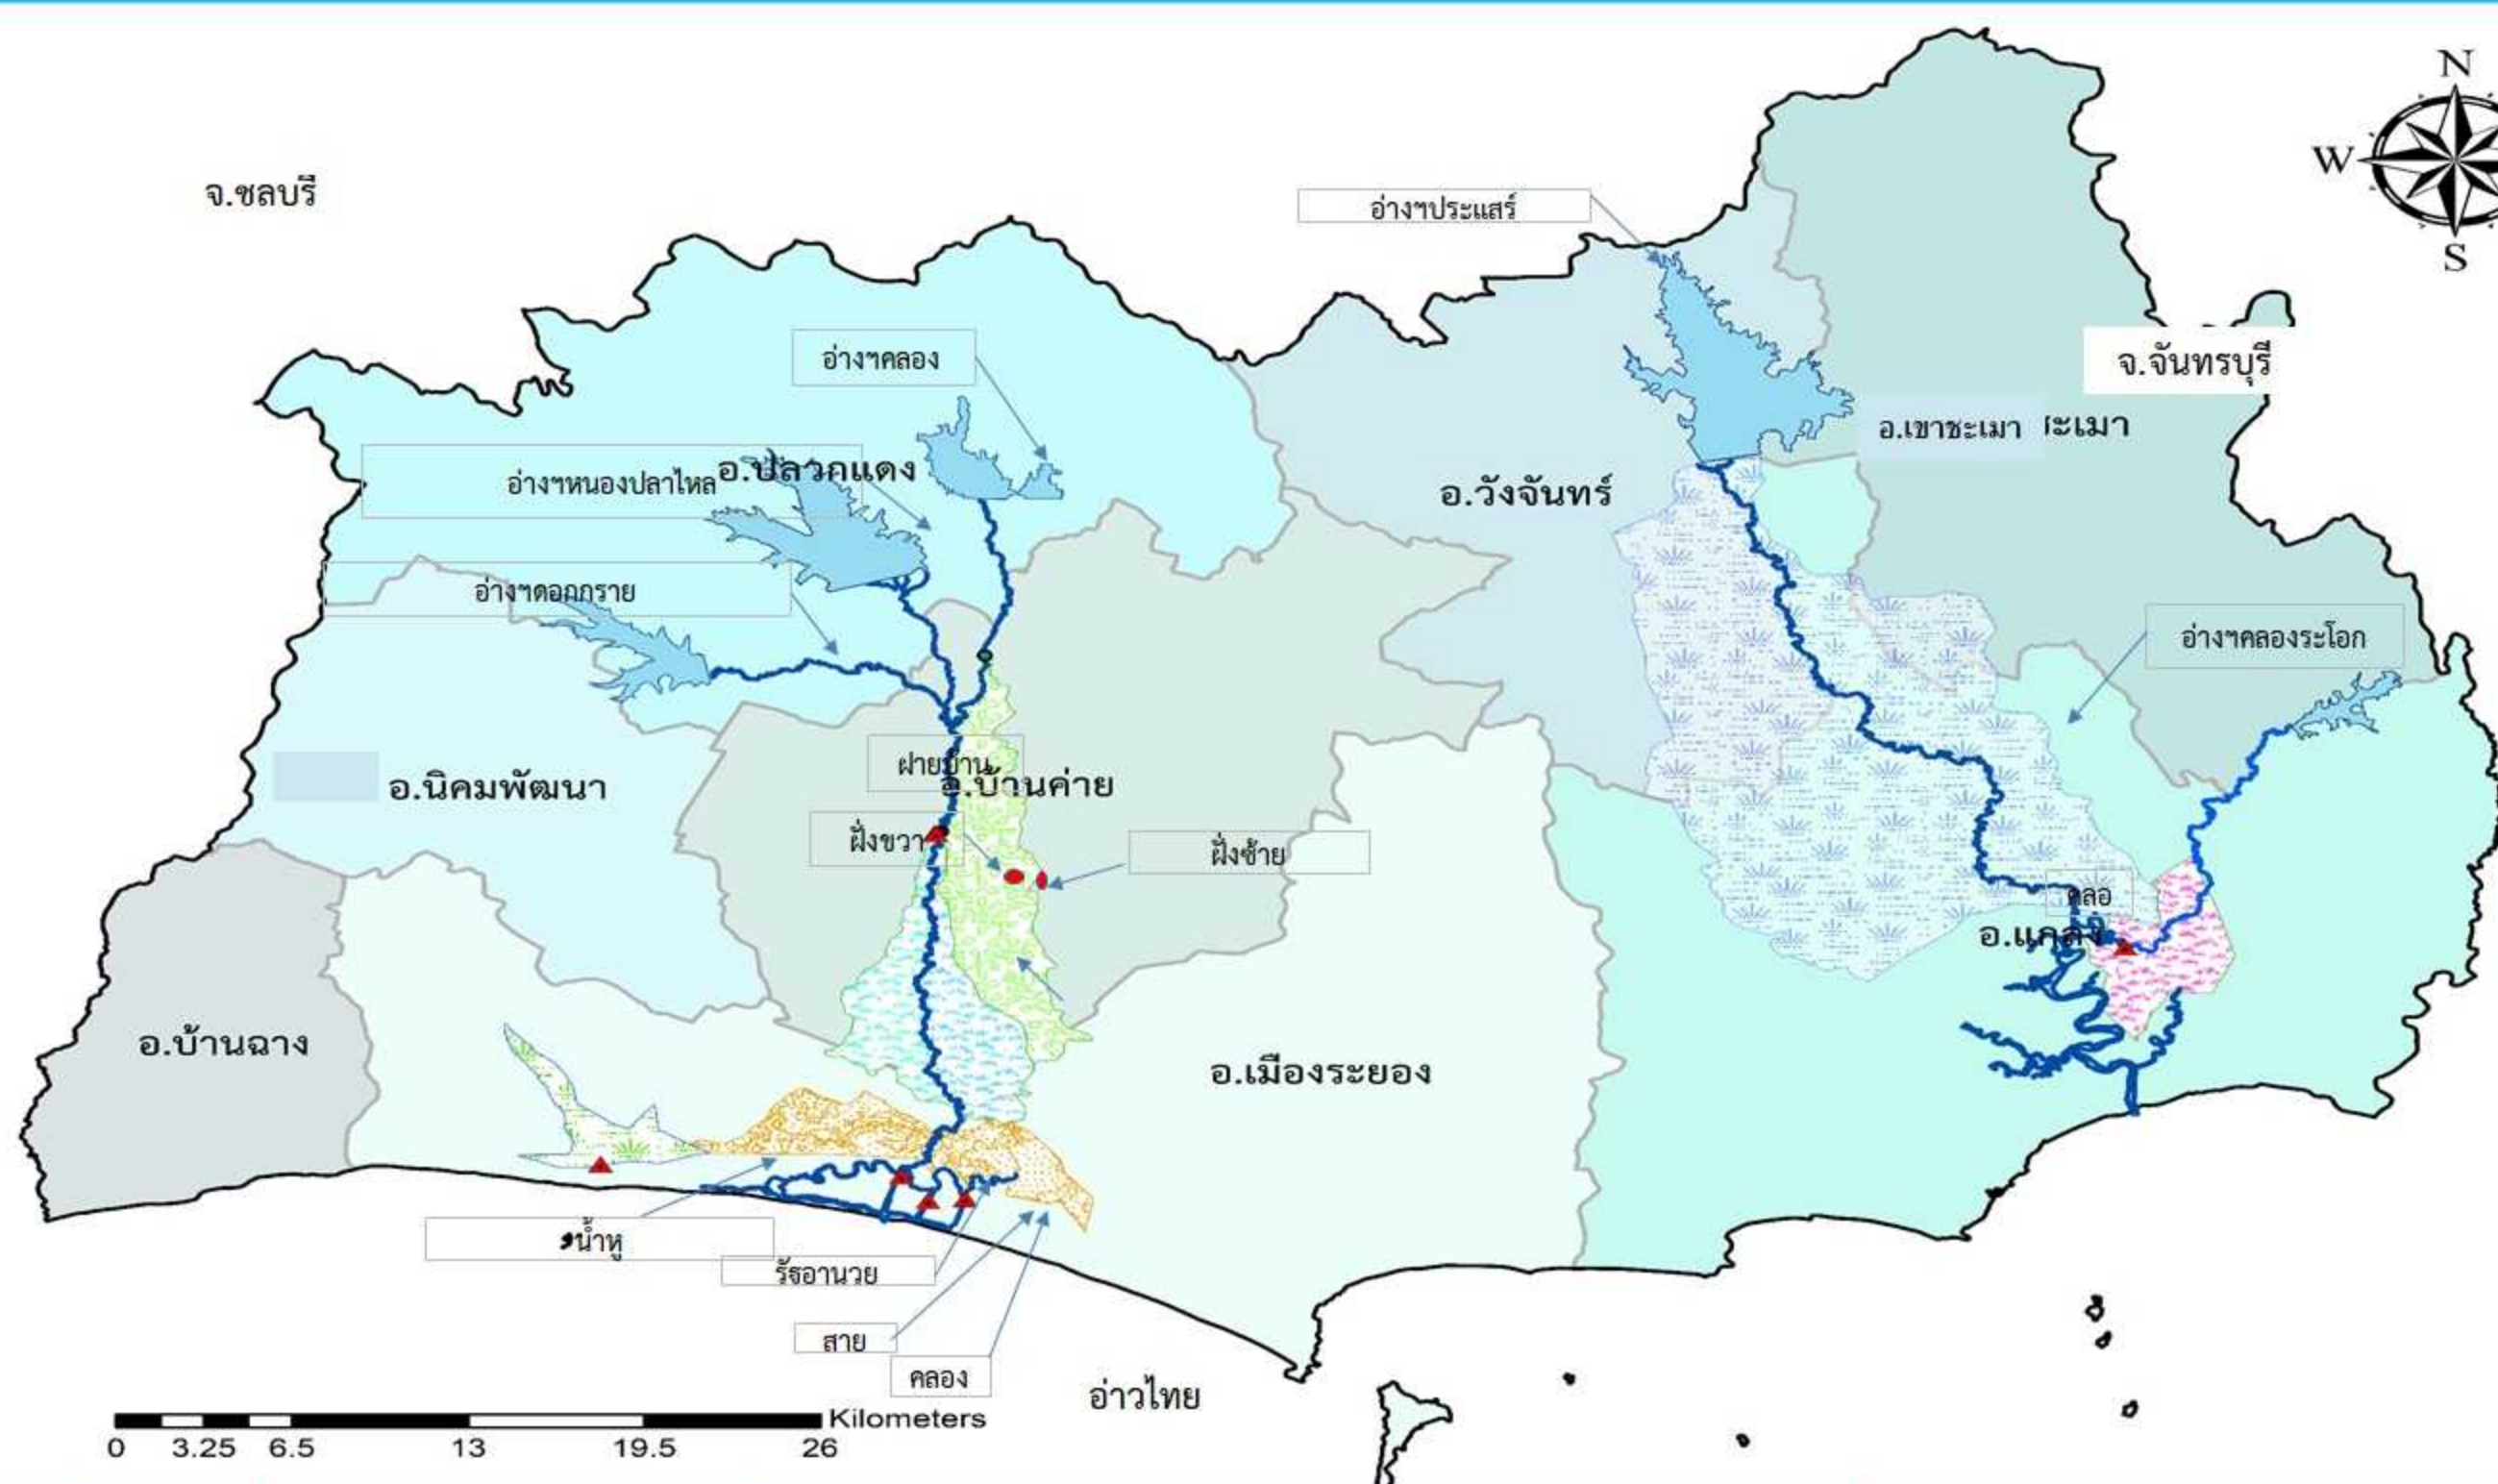 N
W
S
จ.ชลบุรี
อ่างฯประแสร์
อ่างฯคลอง
จ.จันทรบุรี
อ.เขาชะเมา
ะเมา
อ่างฯหนองปลาไหล
อ.ปลวกแดง
อ.วังจันทร์
อ่างฯดอกกราย
อ่างฯคลองระโอก
ฝายบ้าน
อ.บ้านค่าย
อ.นิคมพัฒนา
ฝั่งขวา
ฝั่งซ้าย
คลอ
อ.แกลง
อ.บ้านฉาง
อ.เมืองระยอง
น้ำหู
รัฐอานวย
สาย
คลอง
อ่าวไทย
Kilometers
0 3.25 6.5 13 19.5 26